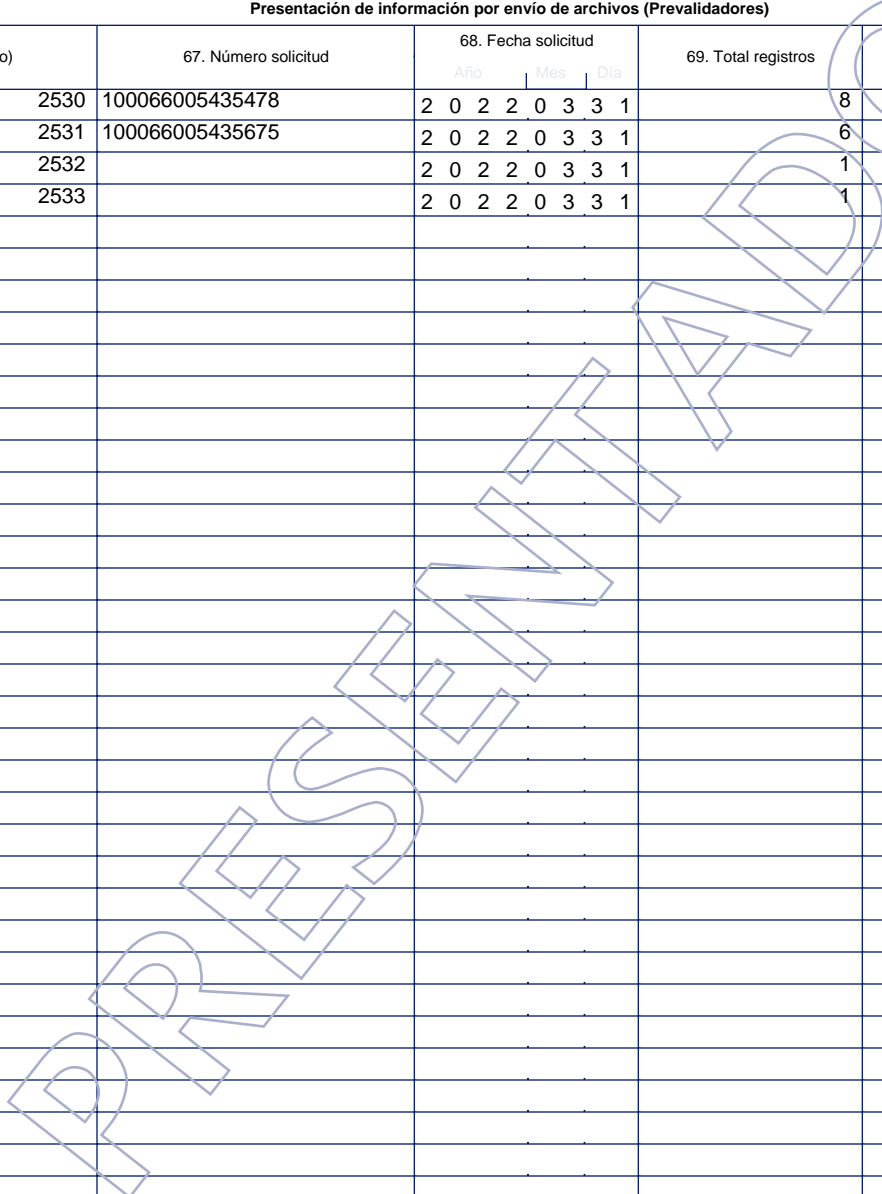 Presentación de información por envío de archivos (Prevalidadores)
o) 67. Número solicitud 68. Fecha solicitud 69. Total registros
Año Mes Día
2530 100066005435478 2 0 2 2 0 3 3 1 8
2531 100066005435675 2 0 2 2 0 3 3 1 6
2532 2 0 2 2 0 3 3 1 1
2533 2 0 2 2 0 3 3 1 1
PRESENTADO